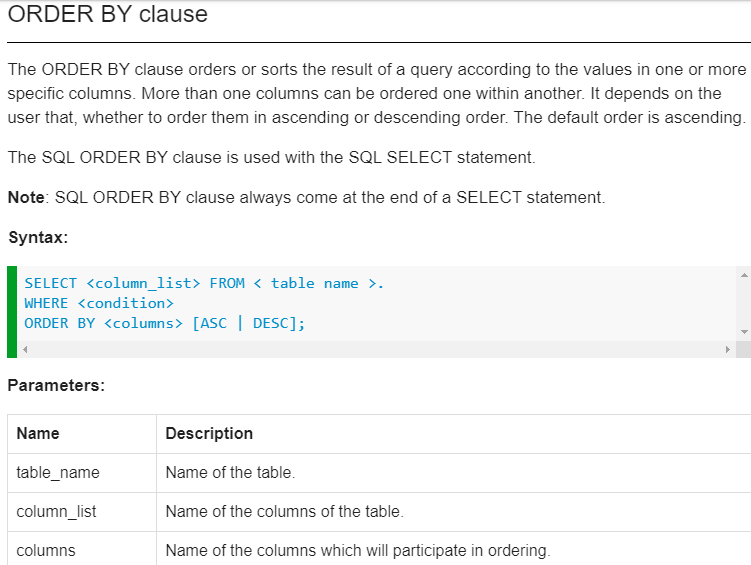 ORDER BY clause
The ORDER BY clause orders or sorts the result of a query according to the values in one or more
specific columns. More than one columns can be ordered one within another. It depends on the
user that, whether to order them in ascending or descending order. The default order is ascending.
The SQL ORDER BY clause is used with the SQL SELECT statement.
Note: SQL ORDER BY clause always come at the end of a SELECT statement.
Syntax:
SELECT <column_list> FROM < table name >.
WHERE <condition>
ORDER BY <columns> [ASC | DESC];
Parameters:
Name Description
table_name Name of the table.
column_list Name of the columns of the table.
columns Name of the columns which will participate in ordering.